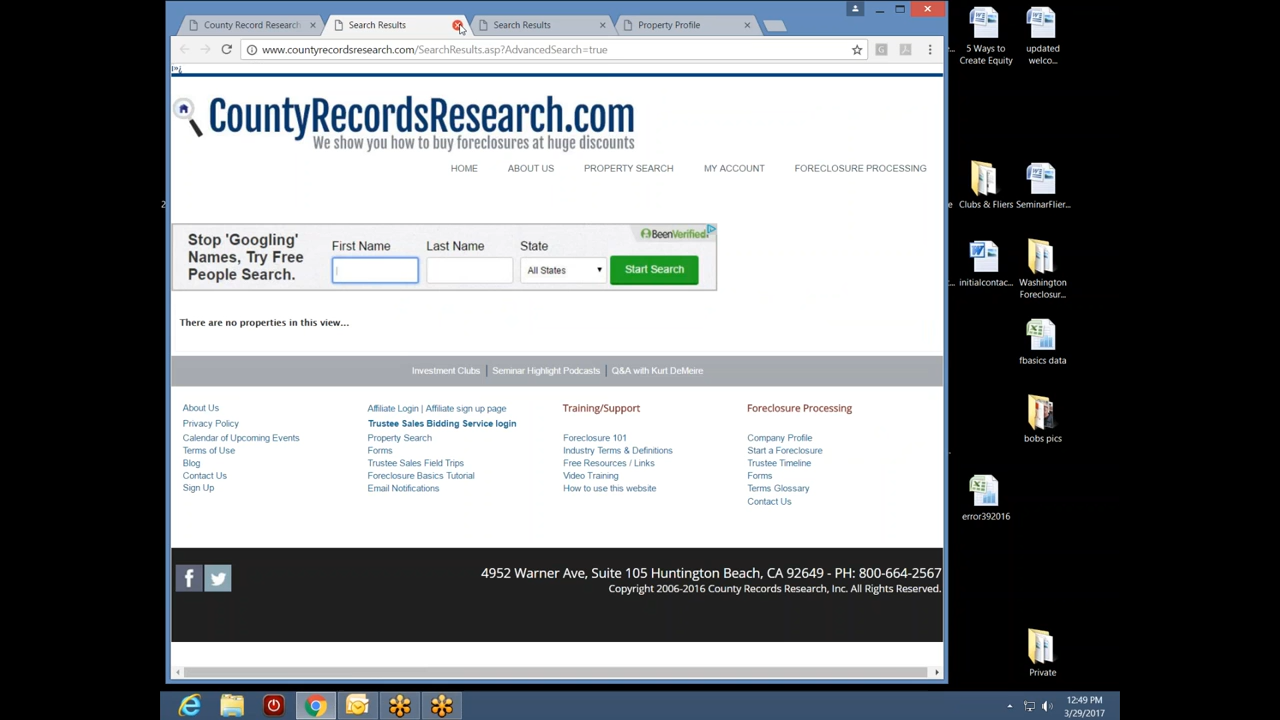 County Record Research
Search Results
Search Results
Property Profile
www.countyrecordsresearch.com/SearchResults.asp?AdvancedSearch=true
ï»¿
CountyRecordsResearch.com
We show you how to buy foreclosures at huge discounts
HOME ABOUT US PROPERTY SEARCH MY ACCOUNT FORECLOSURE PROCESSING
Stop 'Googling'
Names, Try Free
People Search.
First Name
Last Name
State
All States
Start Search
BeenVerified
There are no properties in this view...
Investment Clubs | Seminar Highlight Podcasts | Q&A with Kurt DeMeire
About Us
Privacy Policy
Calendar of Upcoming Events
Terms of Use
Blog
Contact Us
Sign Up
Affiliate Login | Affiliate sign up page
Trustee Sales Bidding Service login
Property Search
Forms
Trustee Sales Field Trips
Foreclosure Basics Tutorial
Email Notifications
Training/Support
Foreclosure 101
Industry Terms & Definitions
Free Resources / Links
Video Training
How to use this website
Foreclosure Processing
Company Profile
Start a Foreclosure
Trustee Timeline
Forms
Terms Glossary
Contact Us
4952 Warner Ave, Suite 105 Huntington Beach, CA 92649 - PH: 800-664-2567
Copyright 2006-2016 County Records Research, Inc. All Rights Reserved.
5 Ways to
Create Equity
updated
welco...
Clubs & Fliers
SeminarFlier...
initialcontac...
Washington
Foreclosur...
fbasics data
bobs pics
error392016
Private
12:49 PM
3/29/2017